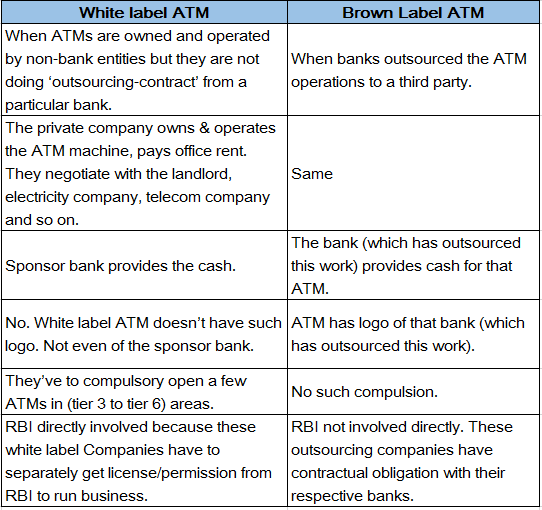 White label ATM
Brown Label ATM
When ATMs are owned and operated
by non-bank entities but they are not
doing ‘outsourcing-contract’ from a
particular bank.
When banks outsourced the ATM
operations to a third party.
The private company owns & operates
the ATM machine, pays office rent.
They negotiate with the landlord,
electricity company, telecom company
and so on.
Same
Sponsor bank provides the cash.
The bank (which has outsourced
this work) provides cash for that
ATM.
No. White label ATM doesn’t have such
logo. Not even of the sponsor bank.
ATM has logo of that bank (which
has outsourced this work).
They’ve to compulsory open a few
ATMs in (tier 3 to tier 6) areas.
No such compulsion.
RBI directly involved because these
white label Companies have to
separately get license/permission from
RBI to run business.
RBI not involved directly. These
outsourcing companies have
contractual obligation with their
respective banks.